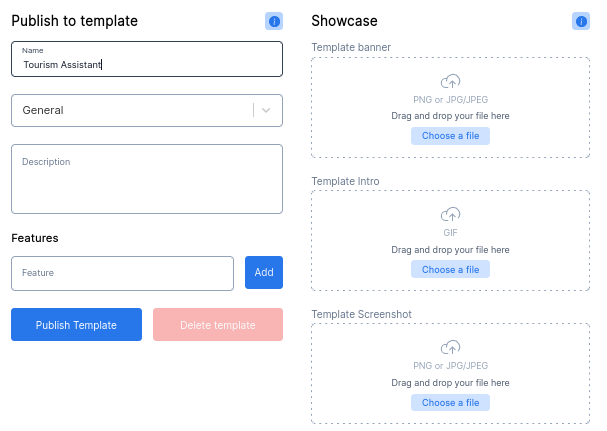 Publish to template
Name
Tourism Assistant
General
Description
Features
Feature
Add
Publish Template
Delete template
Showcase
Template banner
PNG or JPG/JPEG
Drag and drop your file here
Choose a file
Template Intro
GIF
Drag and drop your file here
Choose a file
Template Screenshot
PNG or JPG/JPEG
Drag and drop your file here
Choose a file